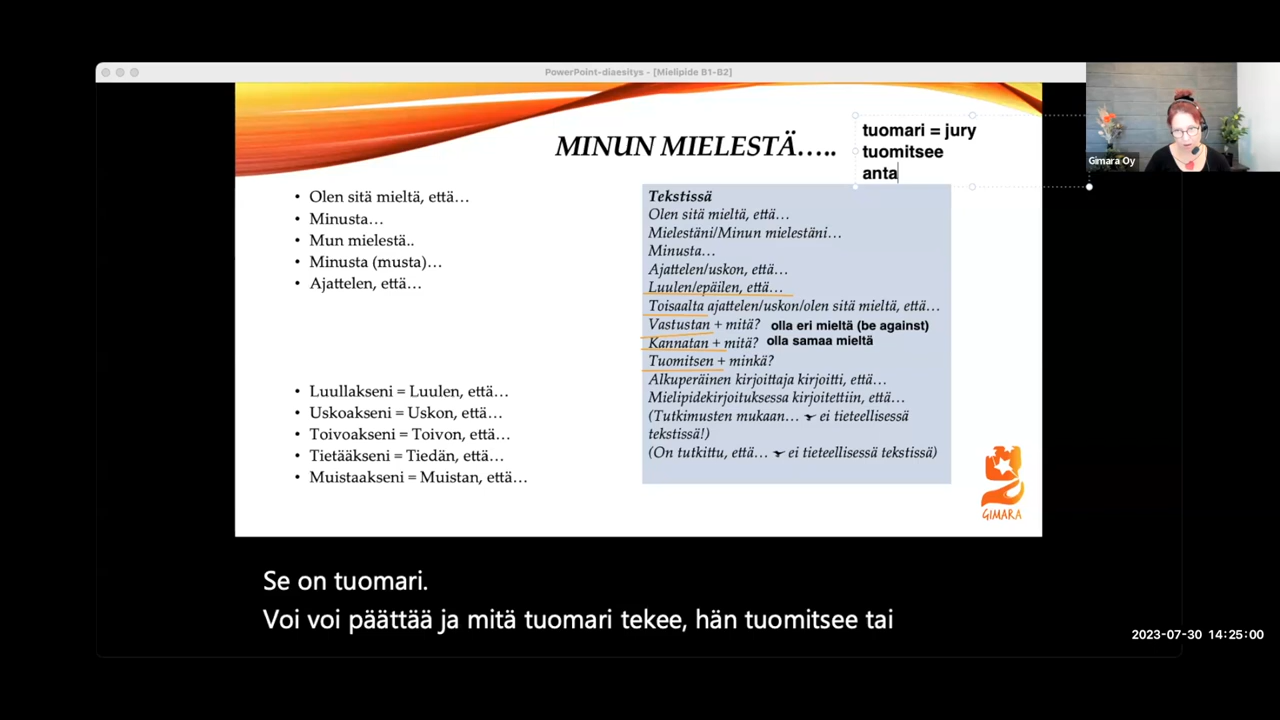 PowerPoint-diaesitys - [Mielipide B1-B2]
MINUN MIELESTÄ…..
tuomari = jury
tuomitsee
anta
Gimara Oy
• Olen sitä mieltä, että…
• Minusta…
• Mun mielestä..
• Minusta (musta)…
• Ajattelen, että…
• Luullakseni = Luulen, että…
• Uskoakseni = Uskon, että…
• Toivoakseni = Toivon, että…
• Tietääkseni = Tiedän, että…
• Muistaakseni = Muistan, että…
Tekstissä
Olen sitä mieltä, että…
Mielestäni/Minun mielestäni…
Minusta…
Ajattelen/uskon, että…
Luulen/epäilen, että…
Toisaalta ajattelen/uskon/olen sitä mieltä, että…
Vastustan + mitä? olla eri mieltä (be against)
Kannatan + mitä? olla samaa mieltä
Tuomitsen + minkä?
Alkuperäinen kirjoittaja kirjoitti, että…
Mielipidekirjoituksessa kirjoitettiin, että…
(Tutkimusten mukaan… ei tieteellisessä
tekstissä!)
(On tutkittu, että… ei tieteellisessä tekstissä)
GIMARA
Se on tuomari.
Voi voi päättää ja mitä tuomari tekee, hän tuomitsee tai
2023-07-30 14:25:00